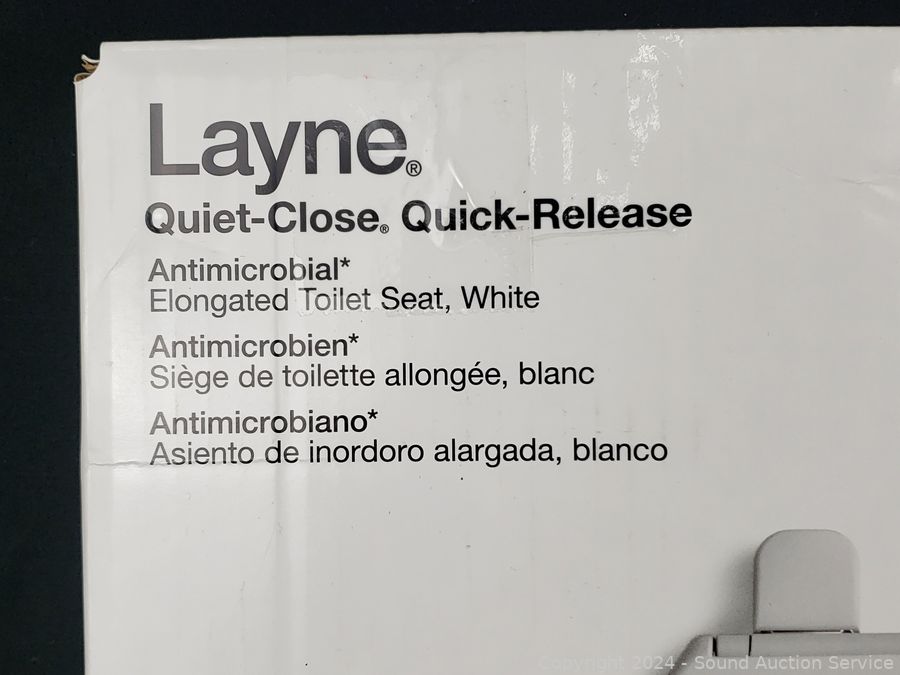 Layne®
Quiet-Close® Quick-Release
Antimicrobial*
Elongated Toilet Seat, White
Antimicrobien*
Siège de toilette allongée, blanc
Antimicrobiano*
Asiento de inordoro alargada, blanco
Copyright 2024 - Sound Auction Service